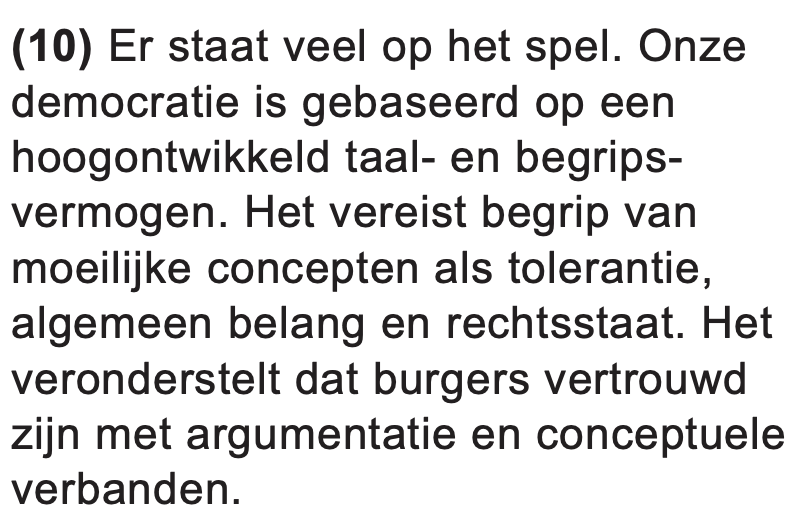 (10) Er staat veel op het spel. Onze
democratie is gebaseerd op een
hoogontwikkeld taal- en begrips-
vermogen. Het vereist begrip van
moeilijke concepten als tolerantie,
algemeen belang en rechtsstaat. Het
veronderstelt dat burgers vertrouwd
zijn met argumentatie en conceptuele
verbanden.